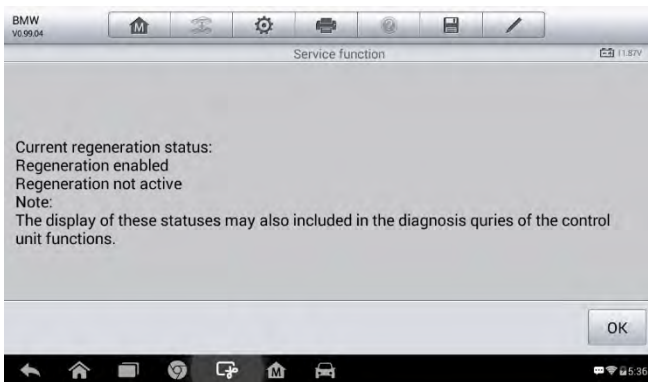 BMW
V0.99.04
Service function
11.87V
Current regeneration status:
Regeneration enabled
Regeneration not active
Note:
The display of these statuses may also included in the diagnosis quries of the control
unit functions.
OK
5:36